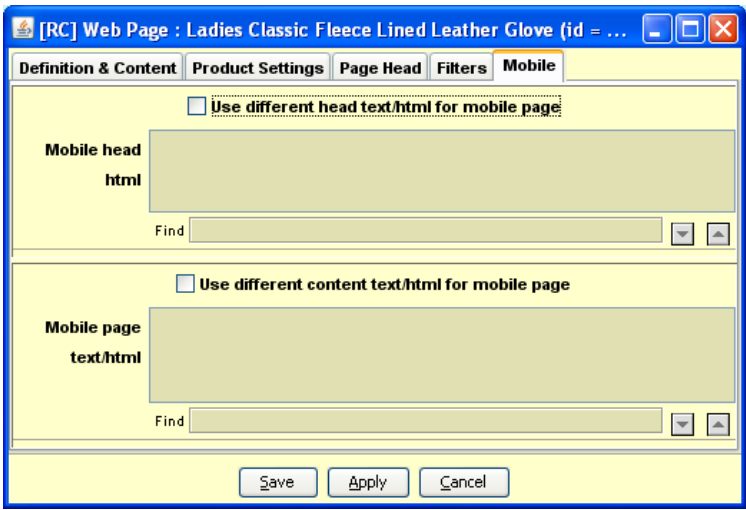 [RC] Web Page : Ladies Classic Fleece Lined Leather Glove (id = ...
Definition & Content Product Settings Page Head Filters Mobile
Use different head text/html for mobile page
Mobile head
html
Find
Use different content text/html for mobile page
Mobile page
text/html
Find
Save Apply Cancel